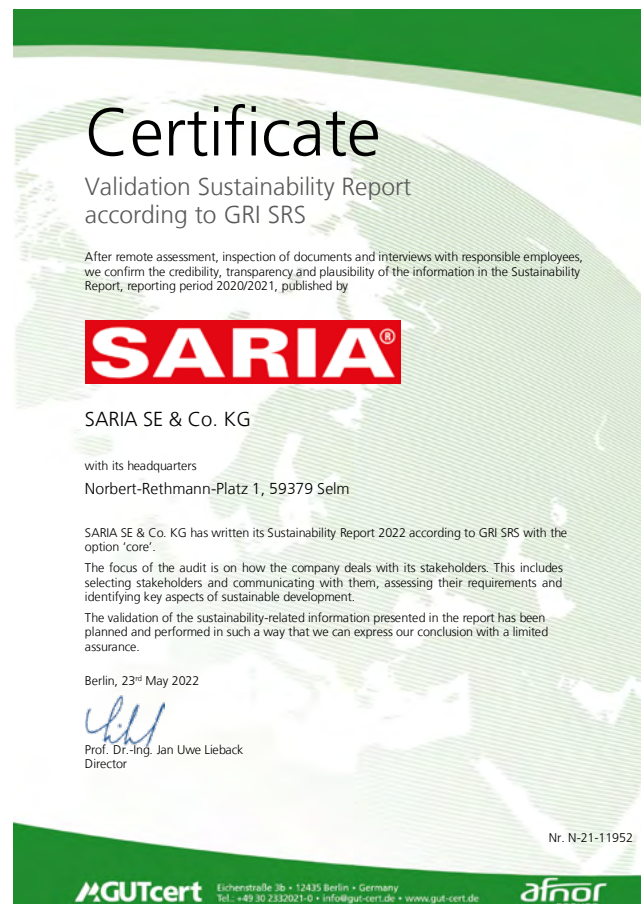 Certificate
Validation Sustainability Report
according to GRI SRS
After remote assessment, inspection of documents and interviews with responsible employees,
we confirm the credibility, transparency and plausibility of the information in the Sustainability
Report, reporting period 2020/2021, published by
SARIA®
SARIA SE & Co. KG
with its headquarters
Norbert-Rethmann-Platz 1, 59379 Selm
SARIA SE & Co. KG has written its Sustainability Report 2022 according to GRI SRS with the
option ‘core’.
The focus of the audit is on how the company deals with its stakeholders. This includes
selecting stakeholders and communicating with them, assessing their requirements and
identifying key aspects of sustainable development.
The validation of the sustainability-related information presented in the report has been
planned and performed in such a way that we can express our conclusion with a limited
assurance.
Berlin, 23rd May 2022
Prof. Dr.-Ing. Jan Uwe Lieback
Director
Nr. N-21-11952
GUTcert
Eichenstraße 3b • 12435 Berlin • Germany
Tel.: +49 30 2332021-0 • info@gut-cert.de • www.gut-cert.de
afnor